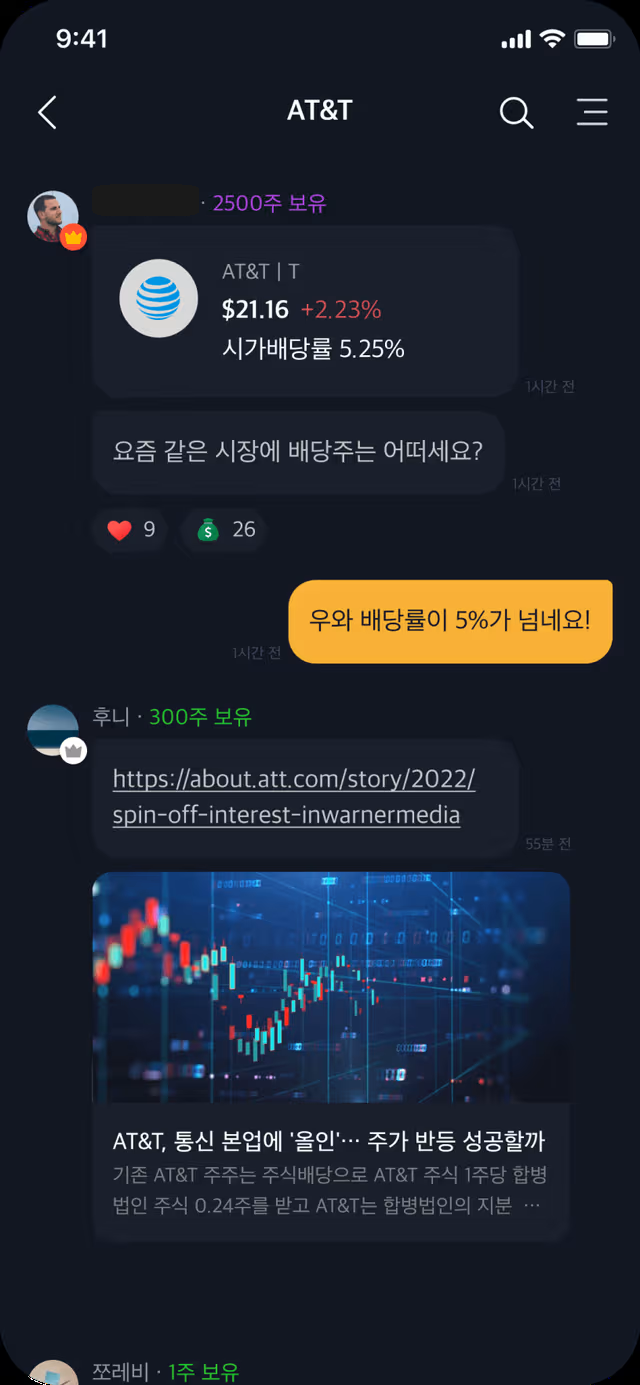 9:41
AT&T
· 2500주 보유
AT&T | T
$21.16 +2.23%
시가배당률 5.25%
1시간 전
요즘 같은 시장에 배당주는 어떠세요?
1시간 전
9 26
우와 배당률이 5%가 넘네요!
1시간 전
후니 · 300주 보유
https://about.att.com/story/2022/
spin-off-interest-inwarnermedia
55분 전
AT&T, 통신 본업에 '올인'… 주가 반등 성공할까
기존 AT&T 주주는 주식배당으로 AT&T 주식 1주당 합병
법인 주식 0.24주를 받고 AT&T는 합병법인의 지분 …
쪼레비 · 1주 보유